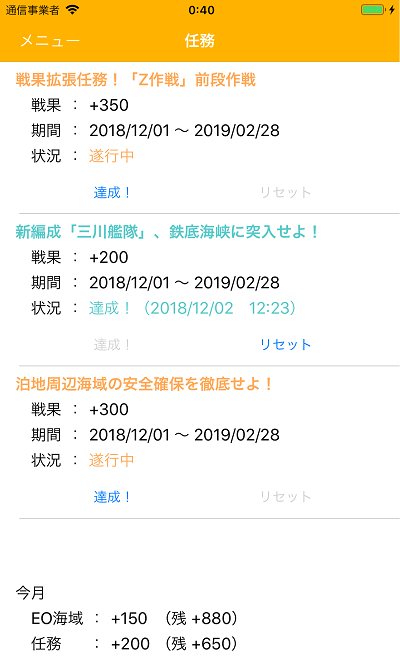 通信事業者 0:40
メニュー 任務
戦果拡張任務！「Z作戦」前段作戦
戦果 ： +350
期間 ： 2018/12/01 ～ 2019/02/28
状況 ： 遂行中
達成！ リセット
新編成「三川艦隊」、鉄底海峡に突入せよ！
戦果 ： +200
期間 ： 2018/12/01 ～ 2019/02/28
状況 ： 達成！（2018/12/02　12:23）
達成！ リセット
泊地周辺海域の安全確保を徹底せよ！
戦果 ： +300
期間 ： 2018/12/01 ～ 2019/02/28
状況 ： 遂行中
達成！ リセット
今月
EO海域 ： +150 （残 +880）
任務 ： +200 （残 +650）